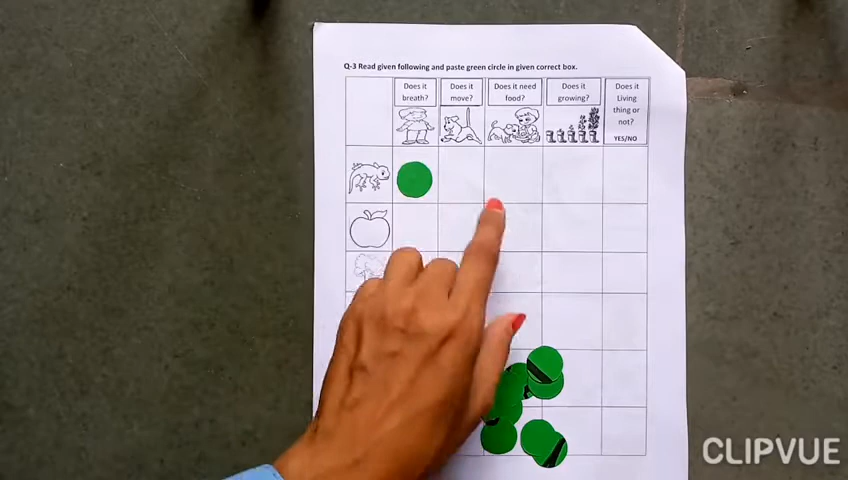 Q-3 Read given following and paste green circle in given correct box.
Does it
breath?
Does it
move?
Does it need
food?
Does it
growing?
Does it
Living
thing or
not?
YES/NO
CLIPVUE